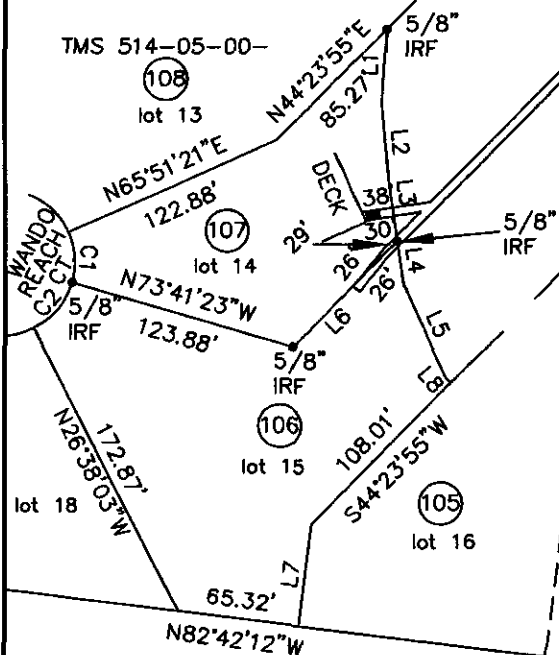 TMS 514-05-00-
108
lot 13
N44°23'55"E
85.27'
5/8"
IRF
L1
L2
N65°51'21"E
122.88'
DECK
38'
L3
30'
29'
26'
26'
5/8"
IRF
L4
107
lot 14
WANDO
REACH
CT
C1
C2
5/8"
IRF
N73°41'23"W
123.88'
L6
L5
L8
5/8"
IRF
106
lot 15
108.01'
S44°23'55"W
172.87'
N26°38'03"W
lot 18
105
lot 16
L7
65.32'
N82°42'12"W